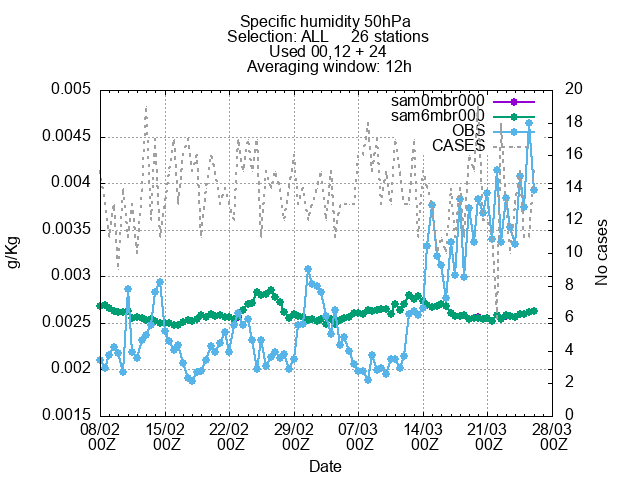 Specific humidity 50hPa
Selection: ALL 26 stations
Used 00,12 + 24
Averaging window: 12h
0.005
0.0045
0.004
0.0035
0.003
0.0025
0.002
0.0015
g/Kg
sam0mbr000
sam6mbr000
OBS
CASES
20
18
16
14
12
10
8
6
4
2
0
No cases
08/02 15/02 22/02 29/02 07/03 14/03 21/03 28/03
00Z 00Z 00Z 00Z 00Z 00Z 00Z 00Z
Date